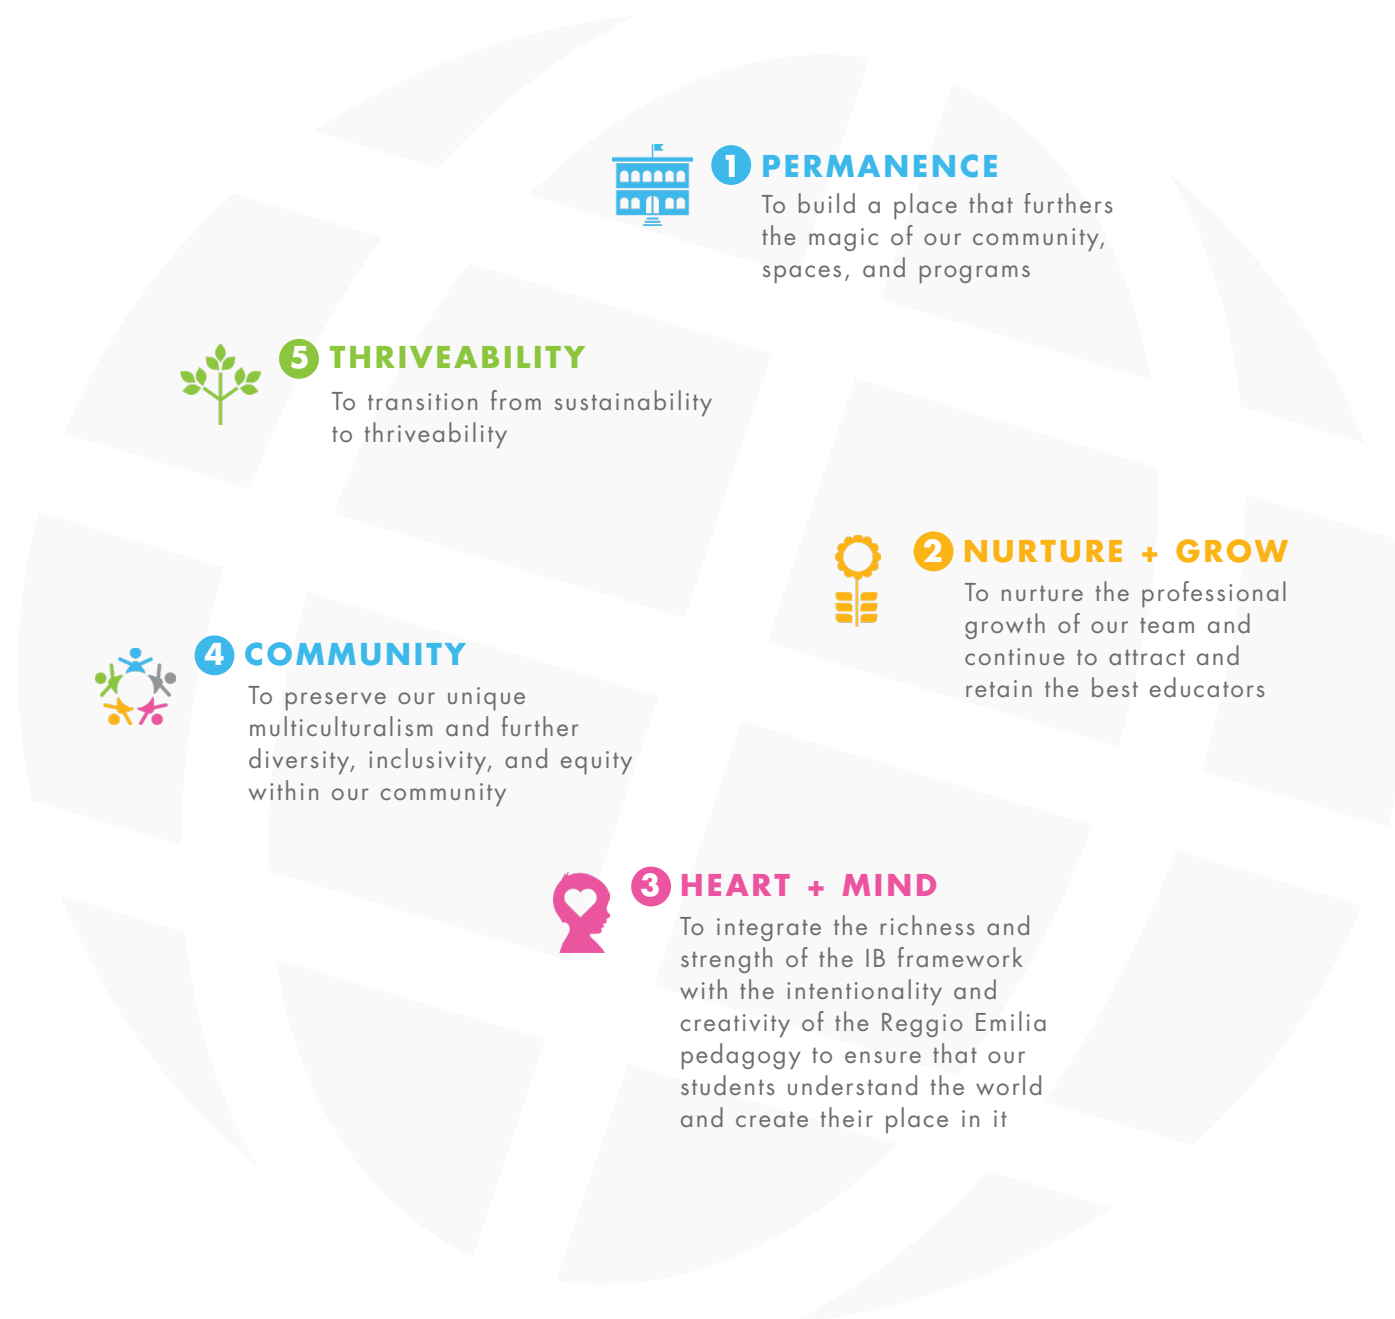 1 PERMANENCE
To build a place that furthers
the magic of our community,
spaces, and programs
5 THRIVEABILITY
To transition from sustainability
to thriveability
2 NURTURE + GROW
To nurture the professional
growth of our team and
continue to attract and
retain the best educators
4 COMMUNITY
To preserve our unique
multiculturalism and further
diversity, inclusivity, and equity
within our community
3 HEART + MIND
To integrate the richness and
strength of the IB framework
with the intentionality and
creativity of the Reggio Emilia
pedagogy to ensure that our
students understand the world
and create their place in it